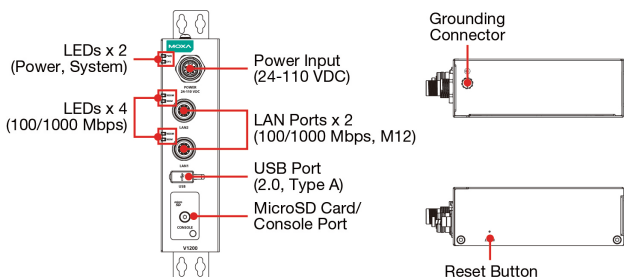 LEDs x 2
(Power, System)
LEDs x 4
(100/1000 Mbps)
MOXA
POWER
24-110 VDC
LAN2
LAN1
USB
CONSOLE
V1200
Power Input
(24-110 VDC)
LAN Ports x 2
(100/1000 Mbps, M12)
USB Port
(2.0, Type A)
MicroSD Card/
Console Port
Grounding
Connector
Reset Button